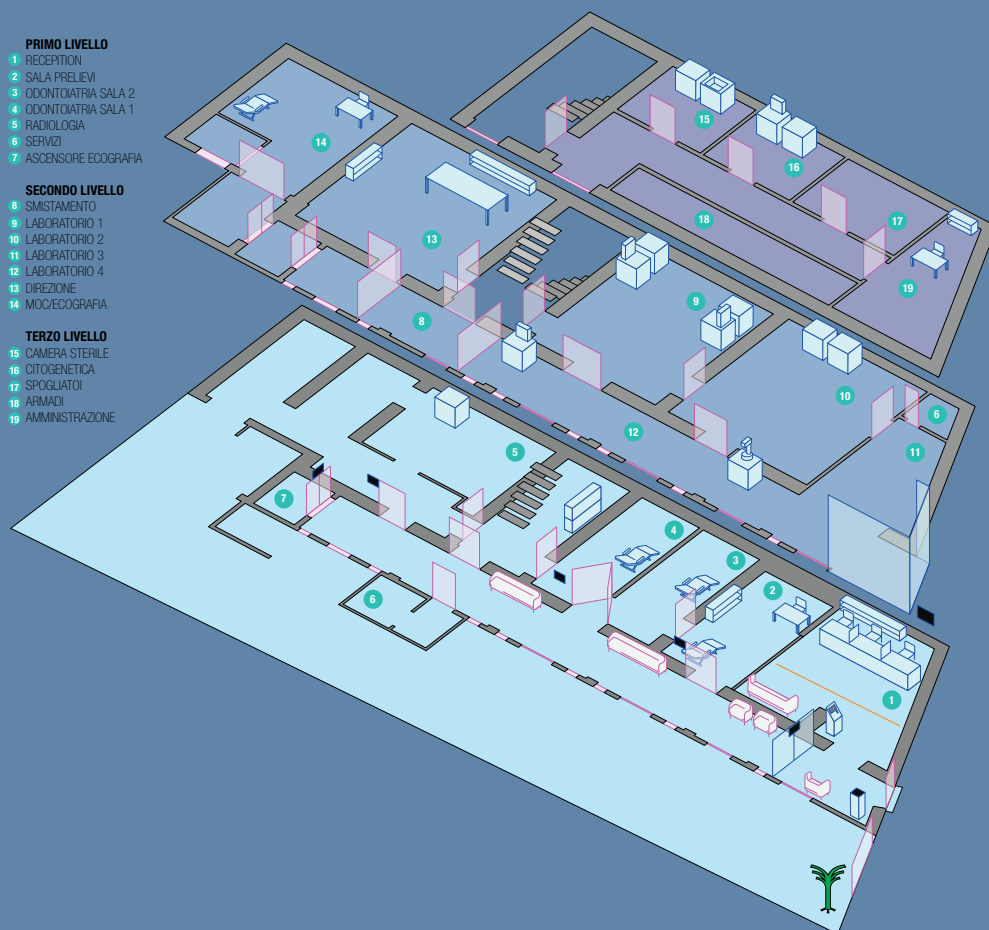 PRIMO LIVELLO
1 RECEPITION
2 SALA PRELIEVI
3 ODONTOIATRIA SALA 2
4 ODONTOIATRIA SALA 1
5 RADIOLOGIA
6 SERVIZI
7 ASCENSORE ECOGRAFIA
SECONDO LIVELLO
8 SMISTAMENTO
9 LABORATORIO 1
10 LABORATORIO 2
11 LABORATORIO 3
12 LABORATORIO 4
13 DIREZIONE
14 MOC/ECOGRAFIA
TERZO LIVELLO
15 CAMERA STERILE
16 CITOGENETICA
17 SPOGLIATOI
18 ARMADI
19 AMMINISTRAZIONE
15
14
16
18
17
13
19
9
8
10
6
12
11
5
7
4
3
2
6
1